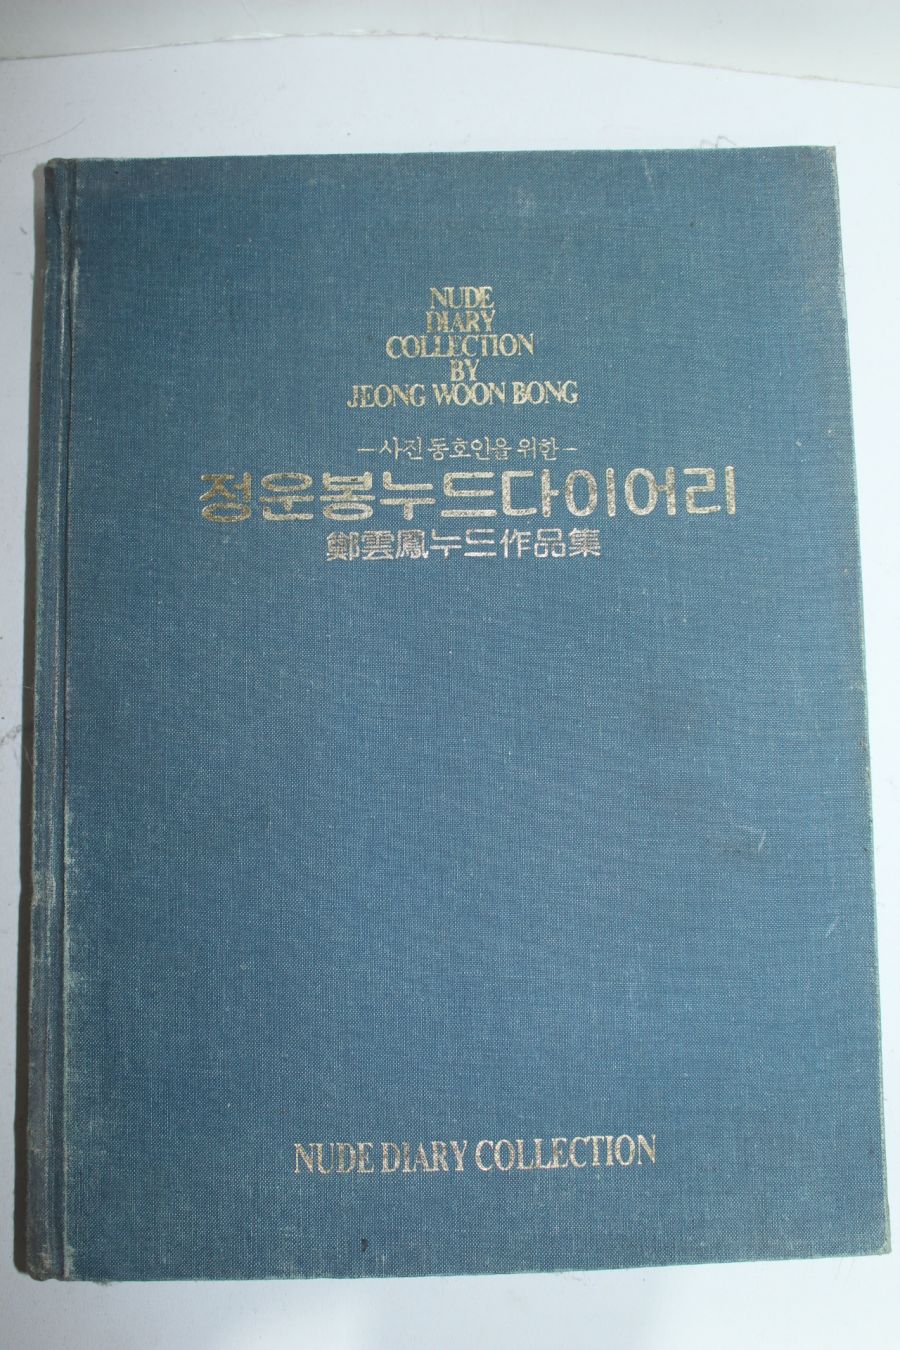 NUDE
DIARY
COLLECTION
BY
JEONG WOON BONG
-사진 동호인을 위한-
정운봉누드다이어리
鄭雲鳳누드作品集
NUDE DIARY COLLECTION